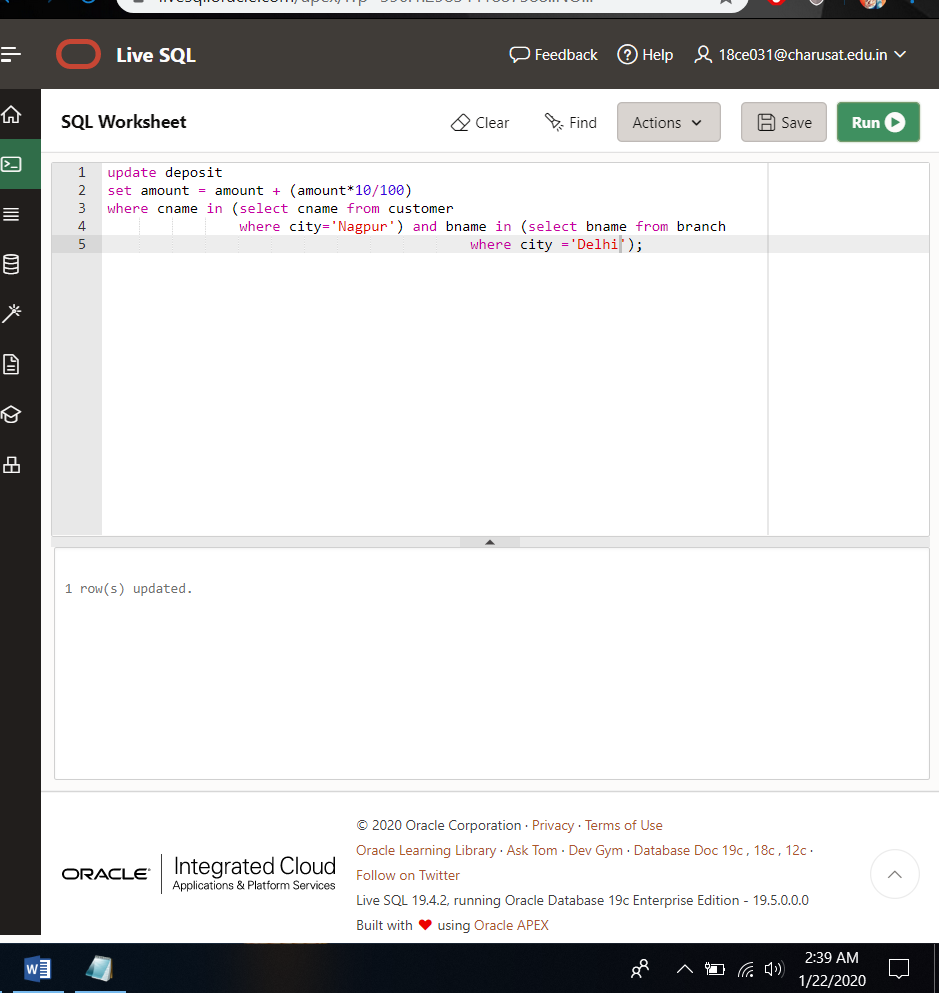 Live SQL
Feedback
Help
18ce031@charusat.edu.in
SQL Worksheet
Clear
Find
Actions
Save
Run
1 update deposit
2 set amount = amount + (amount*10/100)
3 where cname in (select cname from customer
4 where city='Nagpur') and bname in (select bname from branch
5 where city ='Delhi');
1 row(s) updated.
© 2020 Oracle Corporation · Privacy · Terms of Use
Oracle Learning Library · Ask Tom · Dev Gym · Database Doc 19c, 18c, 12c ·
Follow on Twitter
Live SQL 19.4.2, running Oracle Database 19c Enterprise Edition - 19.5.0.0.0
Built with ❤ using Oracle APEX
ORACLE
Integrated Cloud
Applications & Platform Services
2:39 AM
1/22/2020